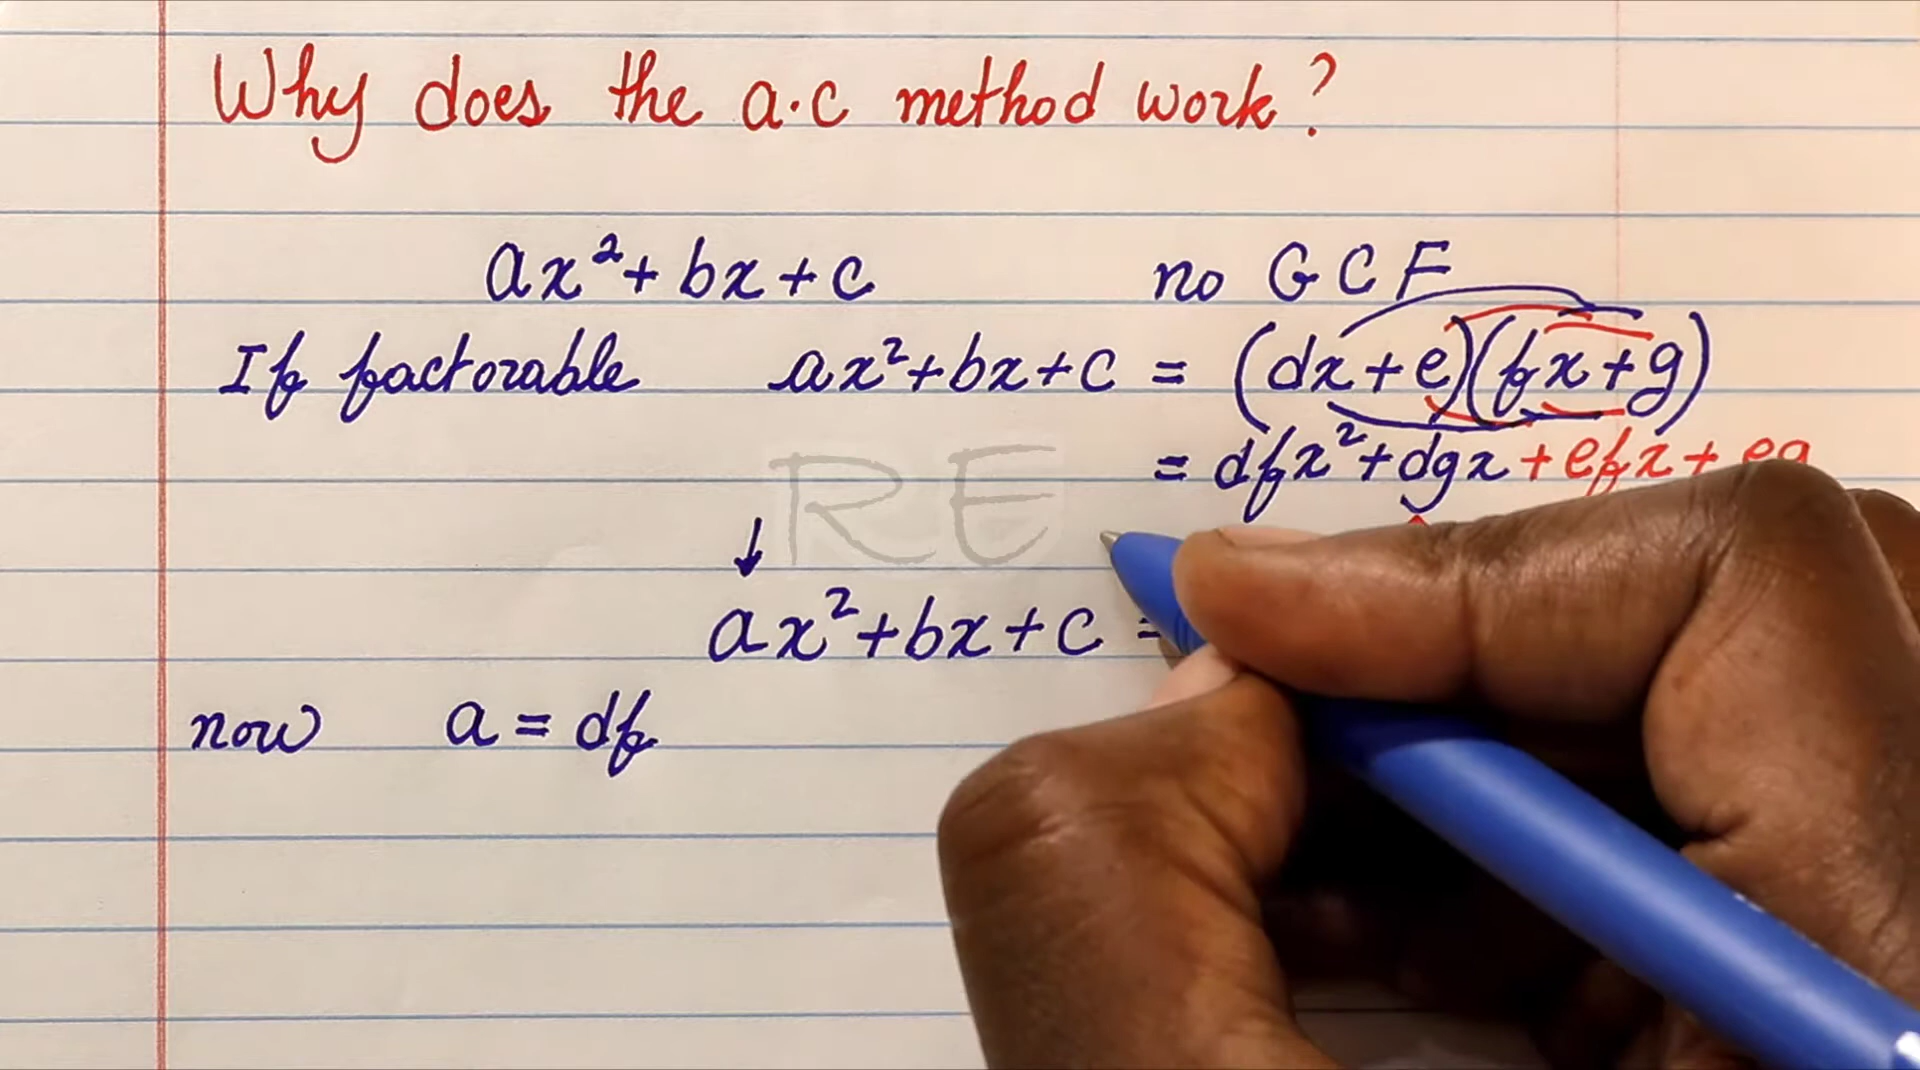 Why does the a·c method work?
ax²+bx+c no GCF
If factorable ax²+bx+c = (dx+e)(fx+g)
= dfx²+dgx+efx+eg
RE
ax²+bx+c =
now a = df